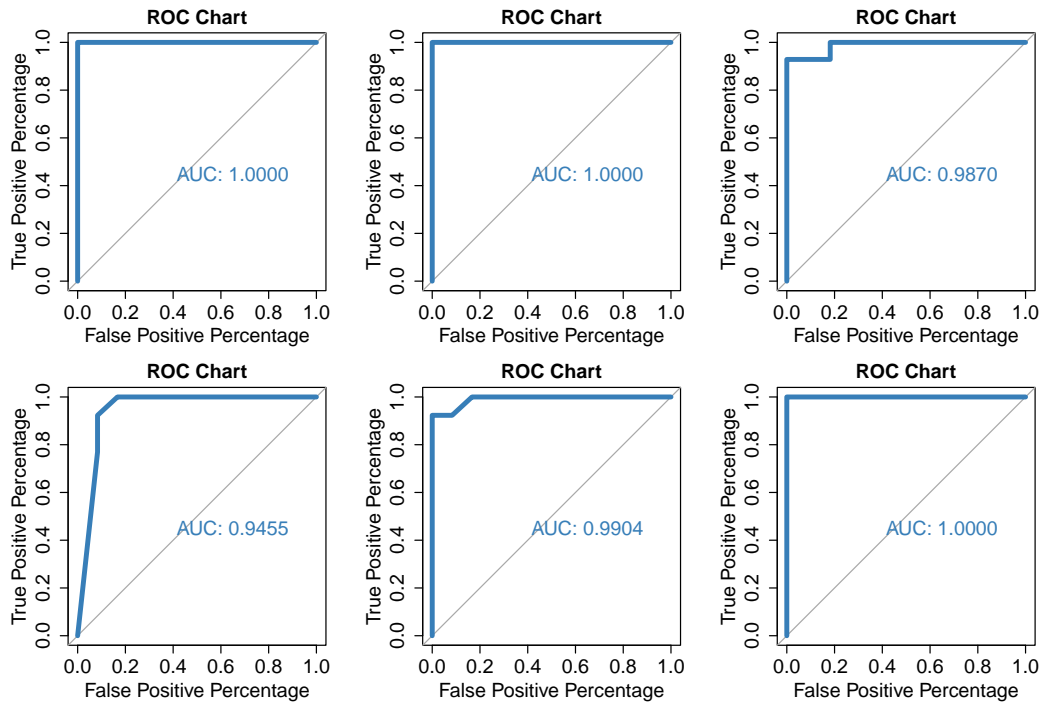 ROC Chart
True Positive Percentage
1.0
0.8
0.6
0.4
0.2
0.0
AUC: 1.0000
0.0 0.2 0.4 0.6 0.8 1.0
False Positive Percentage
ROC Chart
True Positive Percentage
1.0
0.8
0.6
0.4
0.2
0.0
AUC: 1.0000
0.0 0.2 0.4 0.6 0.8 1.0
False Positive Percentage
ROC Chart
True Positive Percentage
1.0
0.8
0.6
0.4
0.2
0.0
AUC: 0.9870
0.0 0.2 0.4 0.6 0.8 1.0
False Positive Percentage
ROC Chart
True Positive Percentage
1.0
0.8
0.6
0.4
0.2
0.0
AUC: 0.9455
0.0 0.2 0.4 0.6 0.8 1.0
False Positive Percentage
ROC Chart
True Positive Percentage
1.0
0.8
0.6
0.4
0.2
0.0
AUC: 0.9904
0.0 0.2 0.4 0.6 0.8 1.0
False Positive Percentage
ROC Chart
True Positive Percentage
1.0
0.8
0.6
0.4
0.2
0.0
AUC: 1.0000
0.0 0.2 0.4 0.6 0.8 1.0
False Positive Percentage